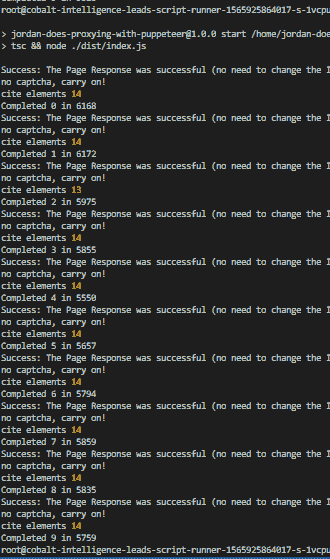 root@cobalt-intelligence-leads-script-runner-1565925864017-s-1vcpu
> jordan-does-proxying-with-puppeteer@1.0.0 start /home/jordan-doe
> tsc && node ./dist/index.js
Success: The Page Response was successful (no need to change the I
no captcha, carry on!
cite elements 14
Completed 0 in 6168
Success: The Page Response was successful (no need to change the I
no captcha, carry on!
cite elements 14
Completed 1 in 6172
Success: The Page Response was successful (no need to change the I
no captcha, carry on!
cite elements 13
Completed 2 in 5975
Success: The Page Response was successful (no need to change the I
no captcha, carry on!
cite elements 14
Completed 3 in 5855
Success: The Page Response was successful (no need to change the I
no captcha, carry on!
cite elements 14
Completed 4 in 5550
Success: The Page Response was successful (no need to change the I
no captcha, carry on!
cite elements 14
Completed 5 in 5657
Success: The Page Response was successful (no need to change the I
no captcha, carry on!
cite elements 14
Completed 6 in 5794
Success: The Page Response was successful (no need to change the I
no captcha, carry on!
cite elements 14
Completed 7 in 5859
Success: The Page Response was successful (no need to change the I
no captcha, carry on!
cite elements 14
Completed 8 in 5835
Success: The Page Response was successful (no need to change the I
no captcha, carry on!
cite elements 14
Completed 9 in 5759
root@cobalt-intelligence-leads-script-runner-1565925864017-s-1vcpu